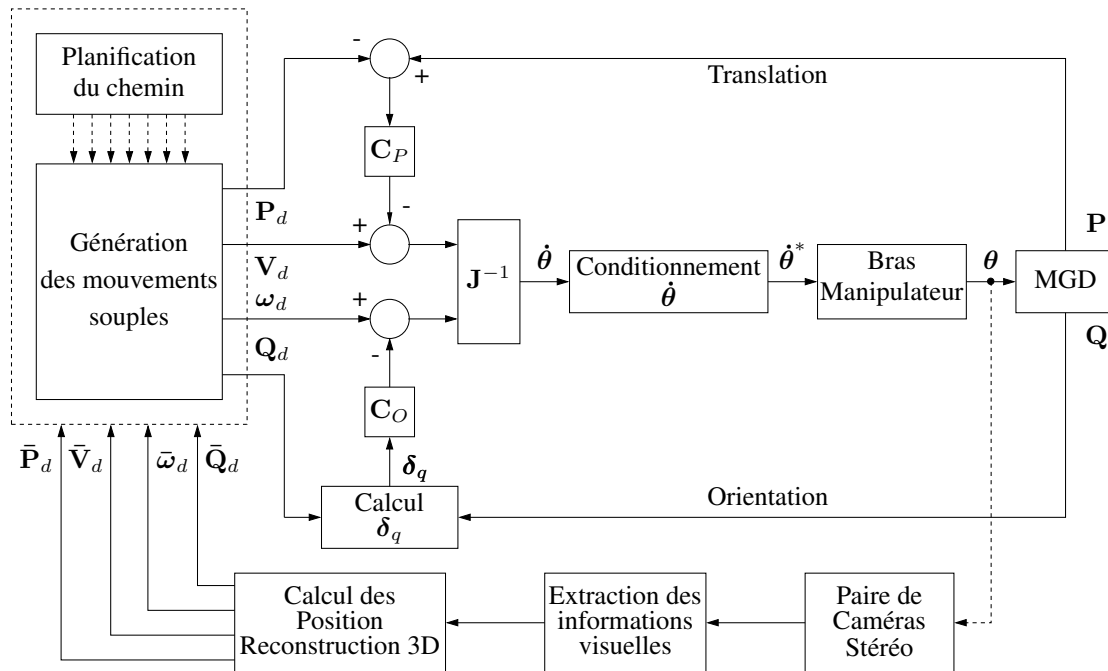 Planification
du chemin
Génération
des mouvements
souples
-
+
Translation
C_P
-
P_d
+
V_d
ω_d
+
Q_d
-
J⁻¹
θ̇
Conditionnement
θ̇
θ̇*
Bras
Manipulateur
θ
P
MGD
Q
C_O
δ_q
Calcul
δ_q
Orientation
P̄_d
V̄_d
ω̄_d
Q̄_d
Calcul des
Position
Reconstruction 3D
Extraction des
informations
visuelles
Paire de
Caméras
Stéréo